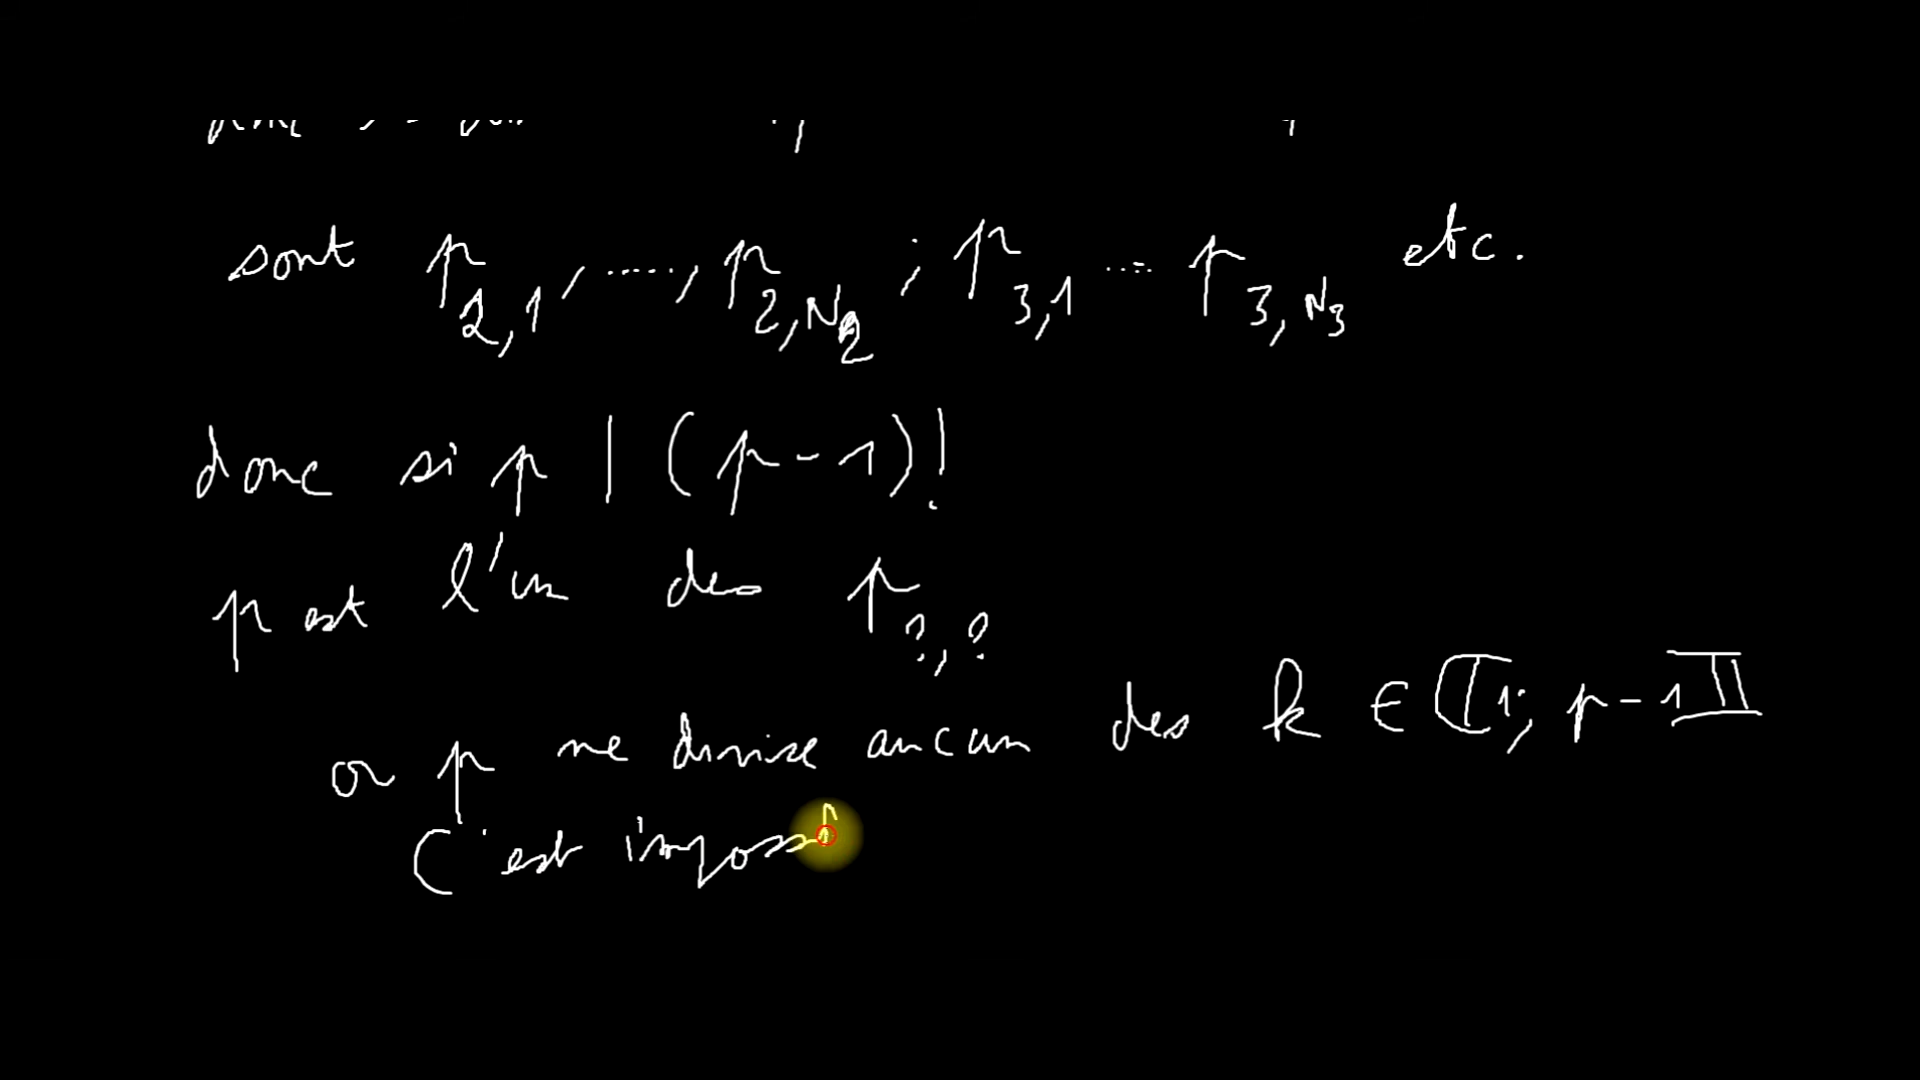 sont p_{2,1}, ....., p_{2,N_2} ; p_{3,1} .... p_{3,N_3} etc.
donc si p | (p-1)!
p est l'un des p_{?,?}
or p ne divise aucun des k ∈ ⟦1; p-1⟧
C'est imposs